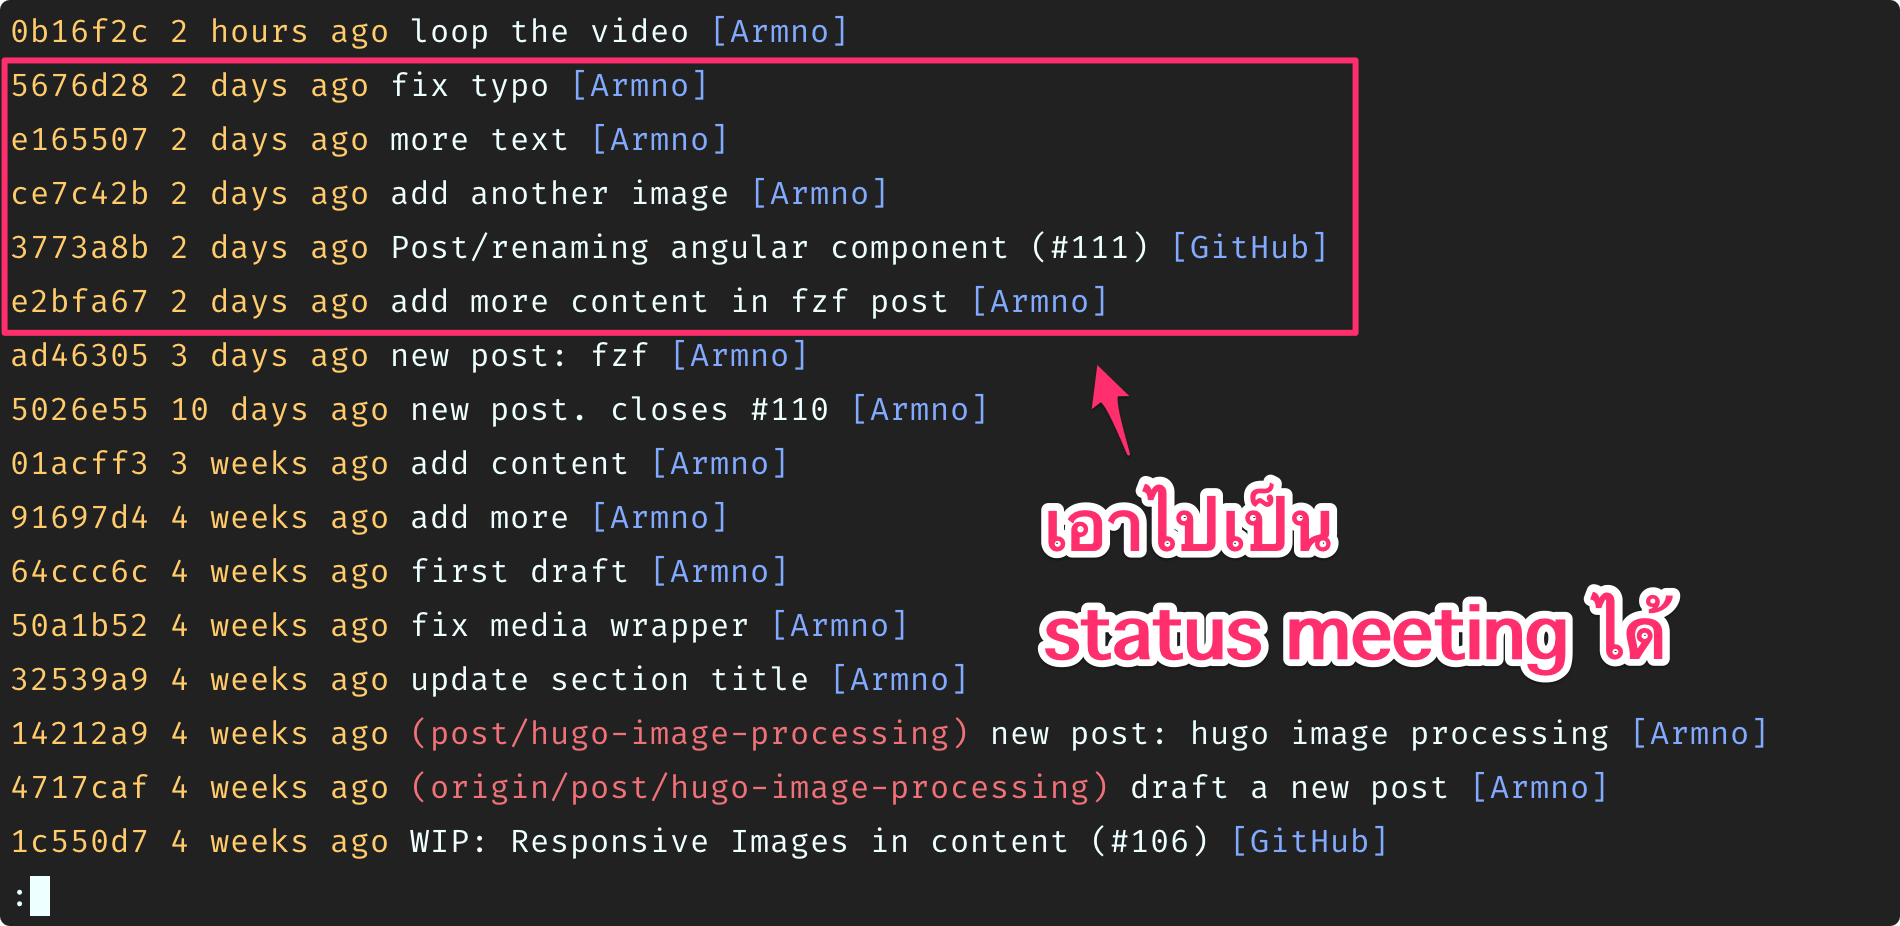 0b16f2c 2 hours ago loop the video [Armno]
5676d28 2 days ago fix typo [Armno]
e165507 2 days ago more text [Armno]
ce7c42b 2 days ago add another image [Armno]
3773a8b 2 days ago Post/renaming angular component (#111) [GitHub]
e2bfa67 2 days ago add more content in fzf post [Armno]
ad46305 3 days ago new post: fzf [Armno]
5026e55 10 days ago new post. closes #110 [Armno]
01acff3 3 weeks ago add content [Armno]
91697d4 4 weeks ago add more [Armno]
64ccc6c 4 weeks ago first draft [Armno]
50a1b52 4 weeks ago fix media wrapper [Armno]
32539a9 4 weeks ago update section title [Armno]
14212a9 4 weeks ago (post/hugo-image-processing) new post: hugo image processing [Armno]
4717caf 4 weeks ago (origin/post/hugo-image-processing) draft a new post [Armno]
1c550d7 4 weeks ago WIP: Responsive Images in content (#106) [GitHub]
:
เอาไปเป็น
status meeting ได้